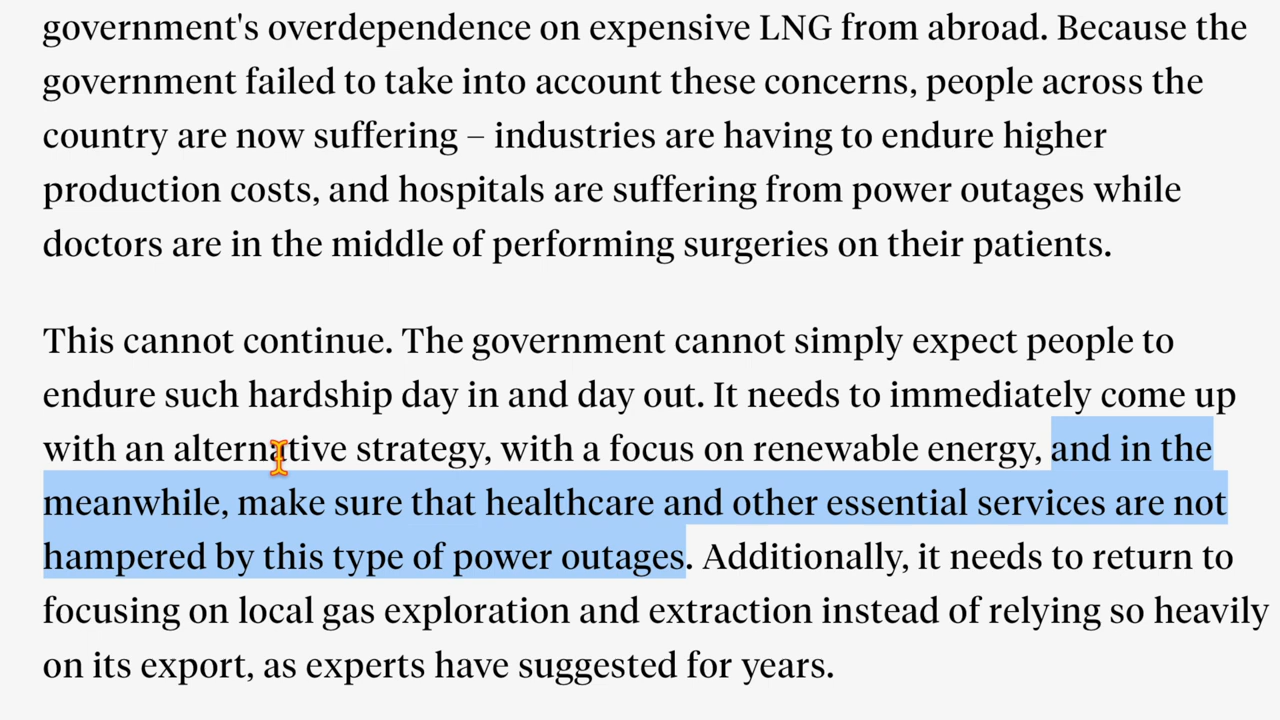 government's overdependence on expensive LNG from abroad. Because the
government failed to take into account these concerns, people across the
country are now suffering – industries are having to endure higher
production costs, and hospitals are suffering from power outages while
doctors are in the middle of performing surgeries on their patients.
This cannot continue. The government cannot simply expect people to
endure such hardship day in and day out. It needs to immediately come up
with an alternative strategy, with a focus on renewable energy, and in the
meanwhile, make sure that healthcare and other essential services are not
hampered by this type of power outages. Additionally, it needs to return to
focusing on local gas exploration and extraction instead of relying so heavily
on its export, as experts have suggested for years.